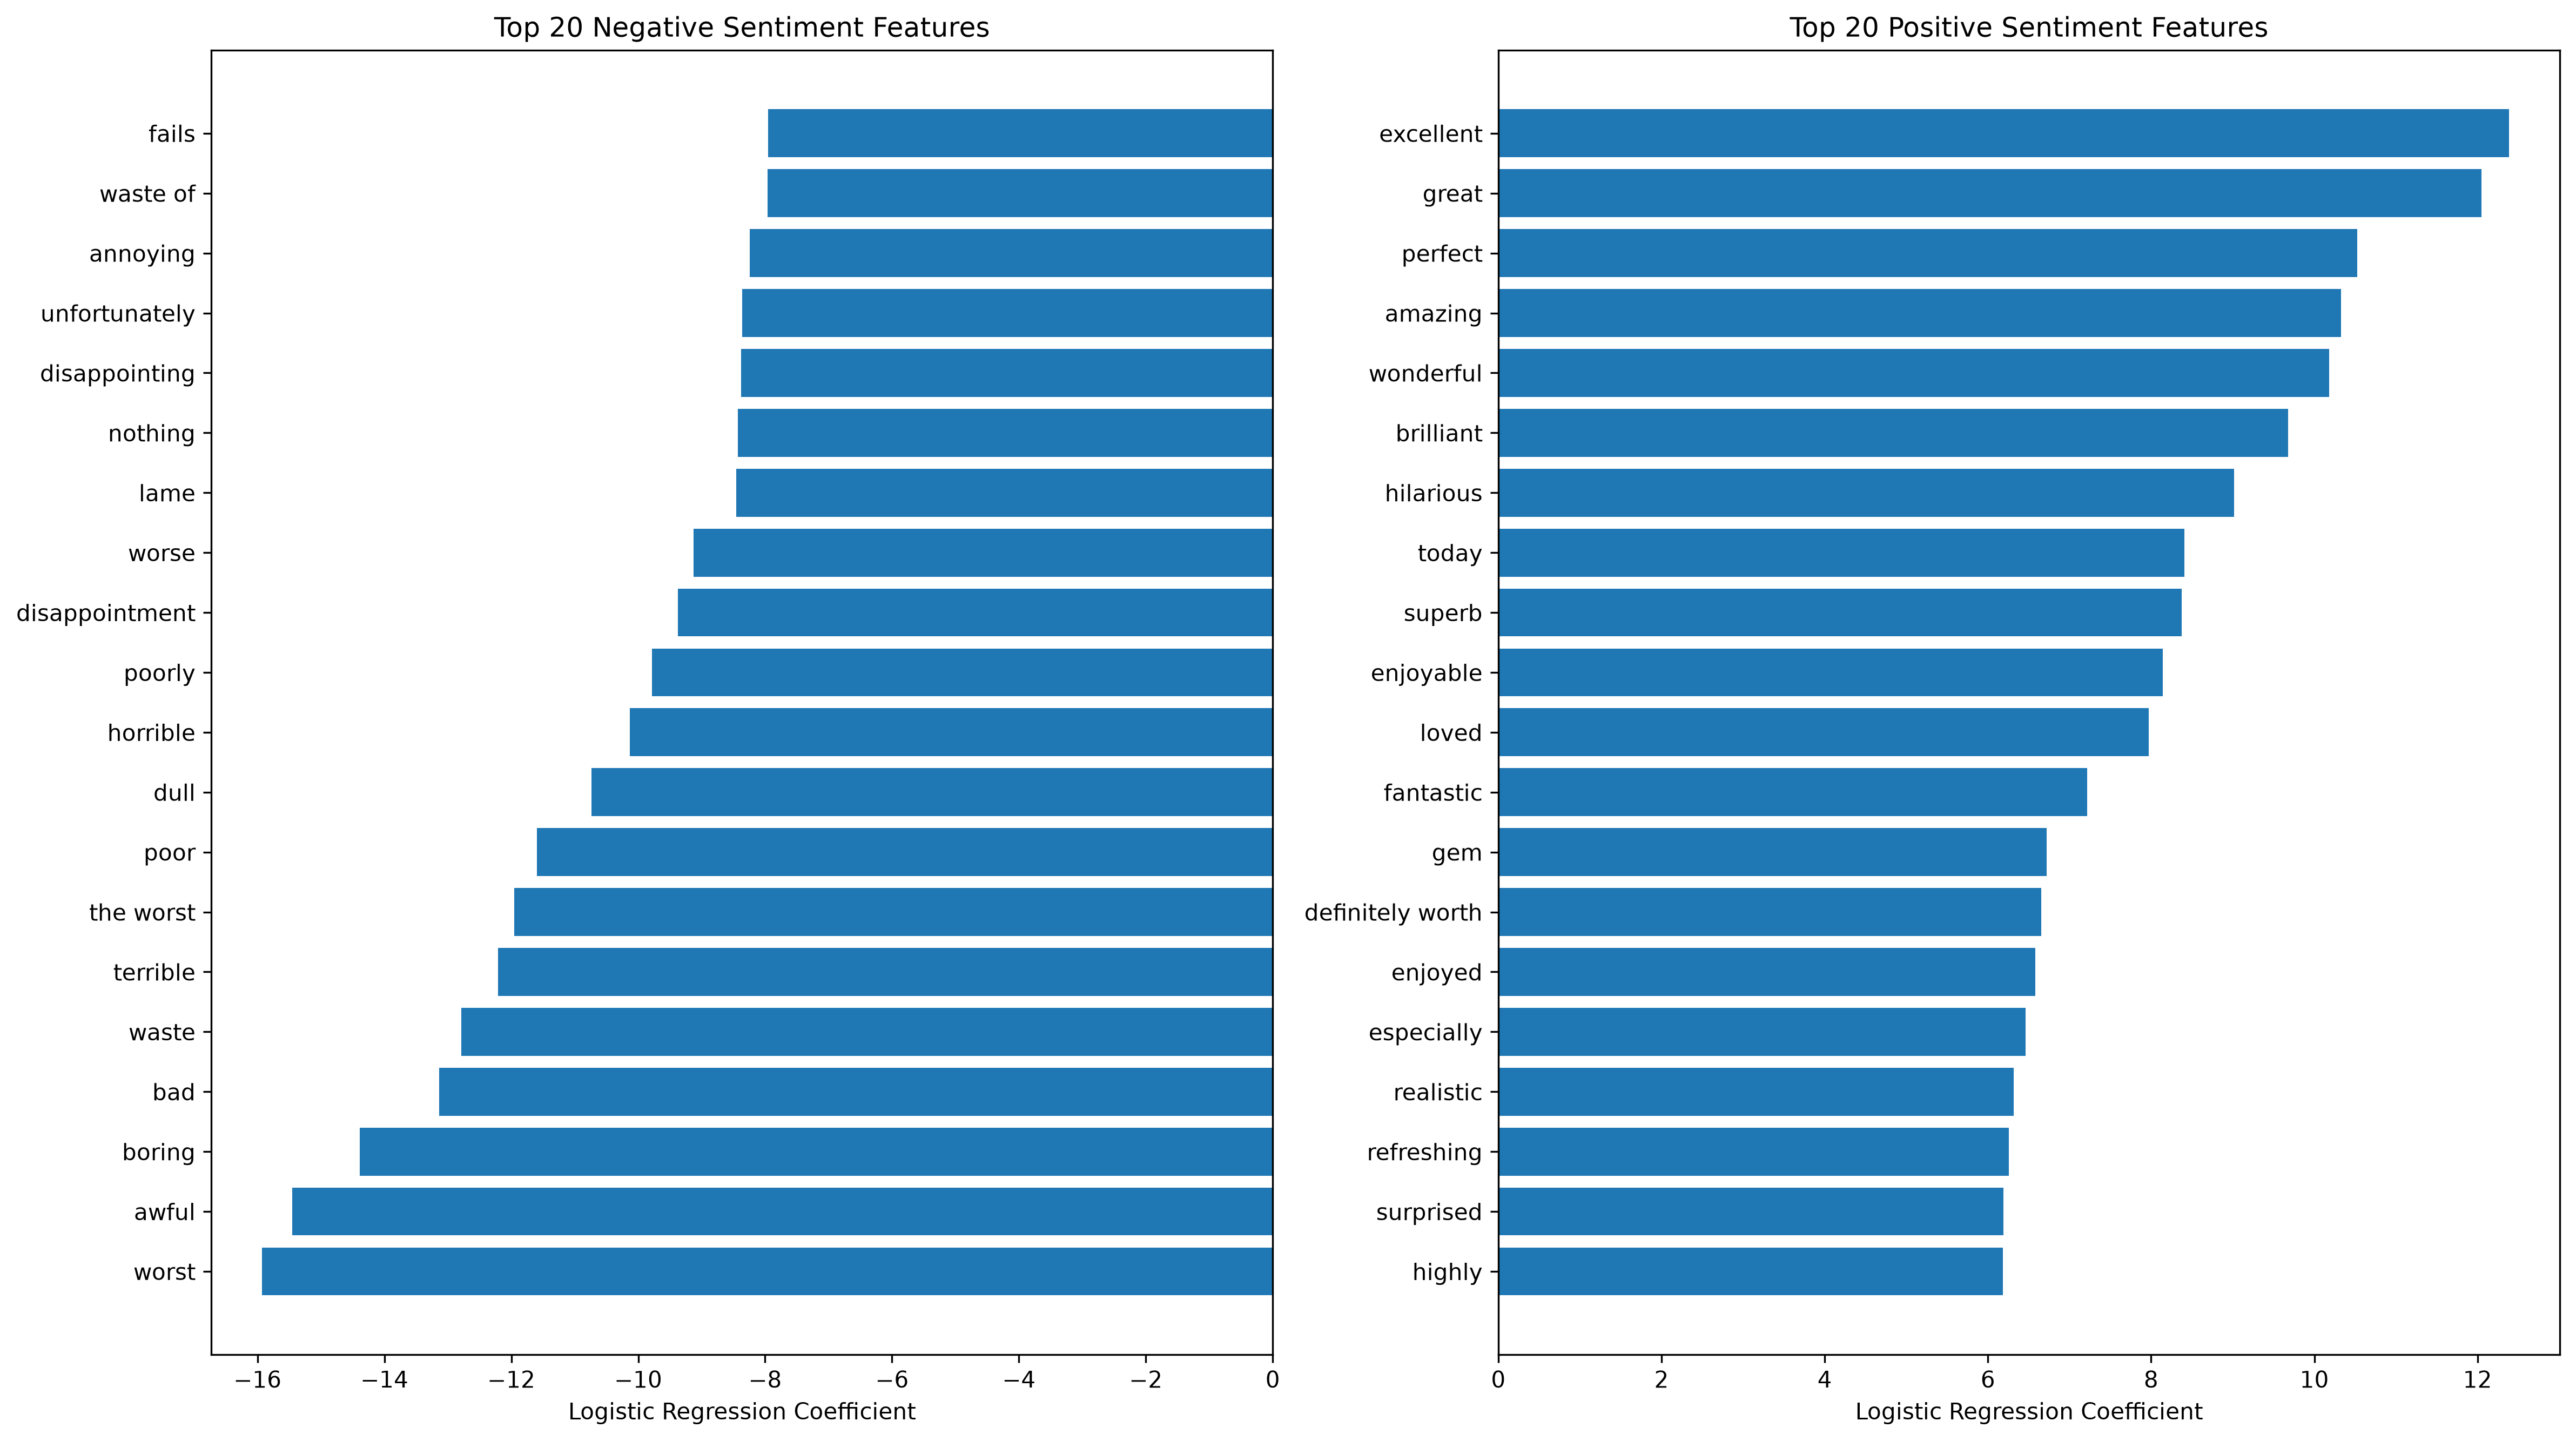 Top 20 Negative Sentiment Features
fails
waste of
annoying
unfortunately
disappointing
nothing
lame
worse
disappointment
poorly
horrible
dull
poor
the worst
terrible
waste
bad
boring
awful
worst
−16 −14 −12 −10 −8 −6 −4 −2 0
Logistic Regression Coefficient
Top 20 Positive Sentiment Features
excellent
great
perfect
amazing
wonderful
brilliant
hilarious
today
superb
enjoyable
loved
fantastic
gem
definitely worth
enjoyed
especially
realistic
refreshing
surprised
highly
0 2 4 6 8 10 12
Logistic Regression Coefficient